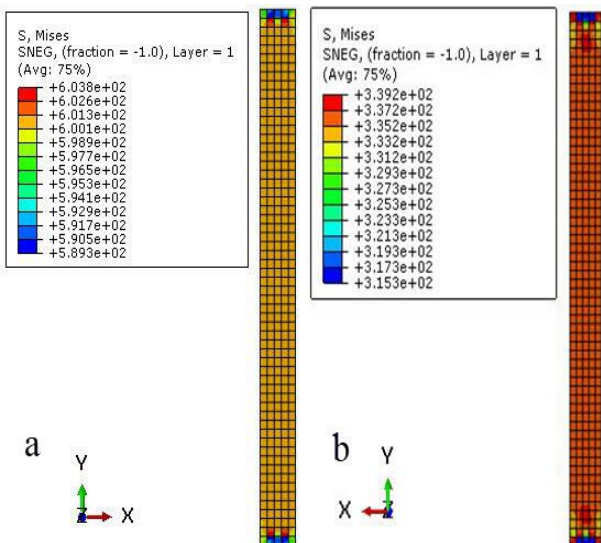 S, Mises
SNEG, (fraction = -1.0), Layer = 1
(Avg: 75%)
+6.038e+02
+6.026e+02
+6.013e+02
+6.001e+02
+5.989e+02
+5.977e+02
+5.965e+02
+5.953e+02
+5.941e+02
+5.929e+02
+5.917e+02
+5.905e+02
+5.893e+02
a
Y
Z
X
S, Mises
SNEG, (fraction = -1.0), Layer = 1
(Avg: 75%)
+3.392e+02
+3.372e+02
+3.352e+02
+3.332e+02
+3.312e+02
+3.293e+02
+3.273e+02
+3.253e+02
+3.233e+02
+3.213e+02
+3.193e+02
+3.173e+02
+3.153e+02
b
Y
X
Z